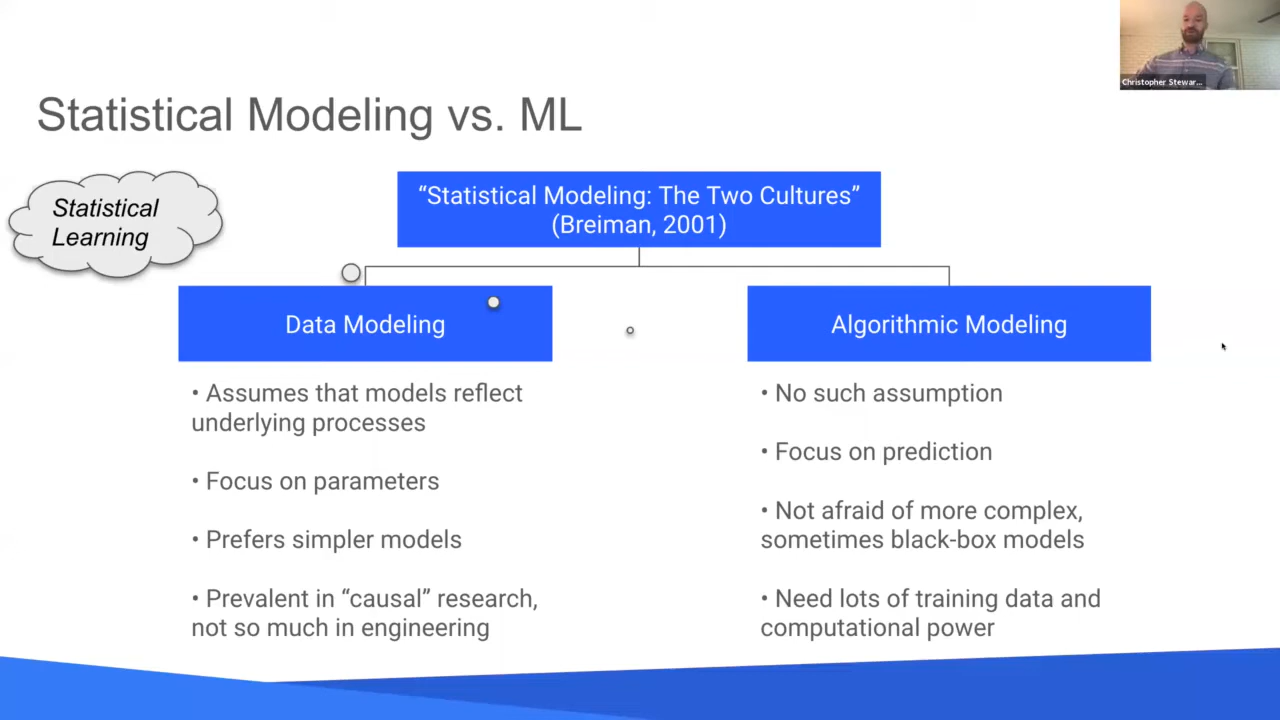 Christopher Stewar...
Statistical Modeling vs. ML
Statistical
Learning
“Statistical Modeling: The Two Cultures”
(Breiman, 2001)
Data Modeling
• Assumes that models reflect
underlying processes
• Focus on parameters
• Prefers simpler models
• Prevalent in “causal” research,
not so much in engineering
Algorithmic Modeling
• No such assumption
• Focus on prediction
• Not afraid of more complex,
sometimes black-box models
• Need lots of training data and
computational power